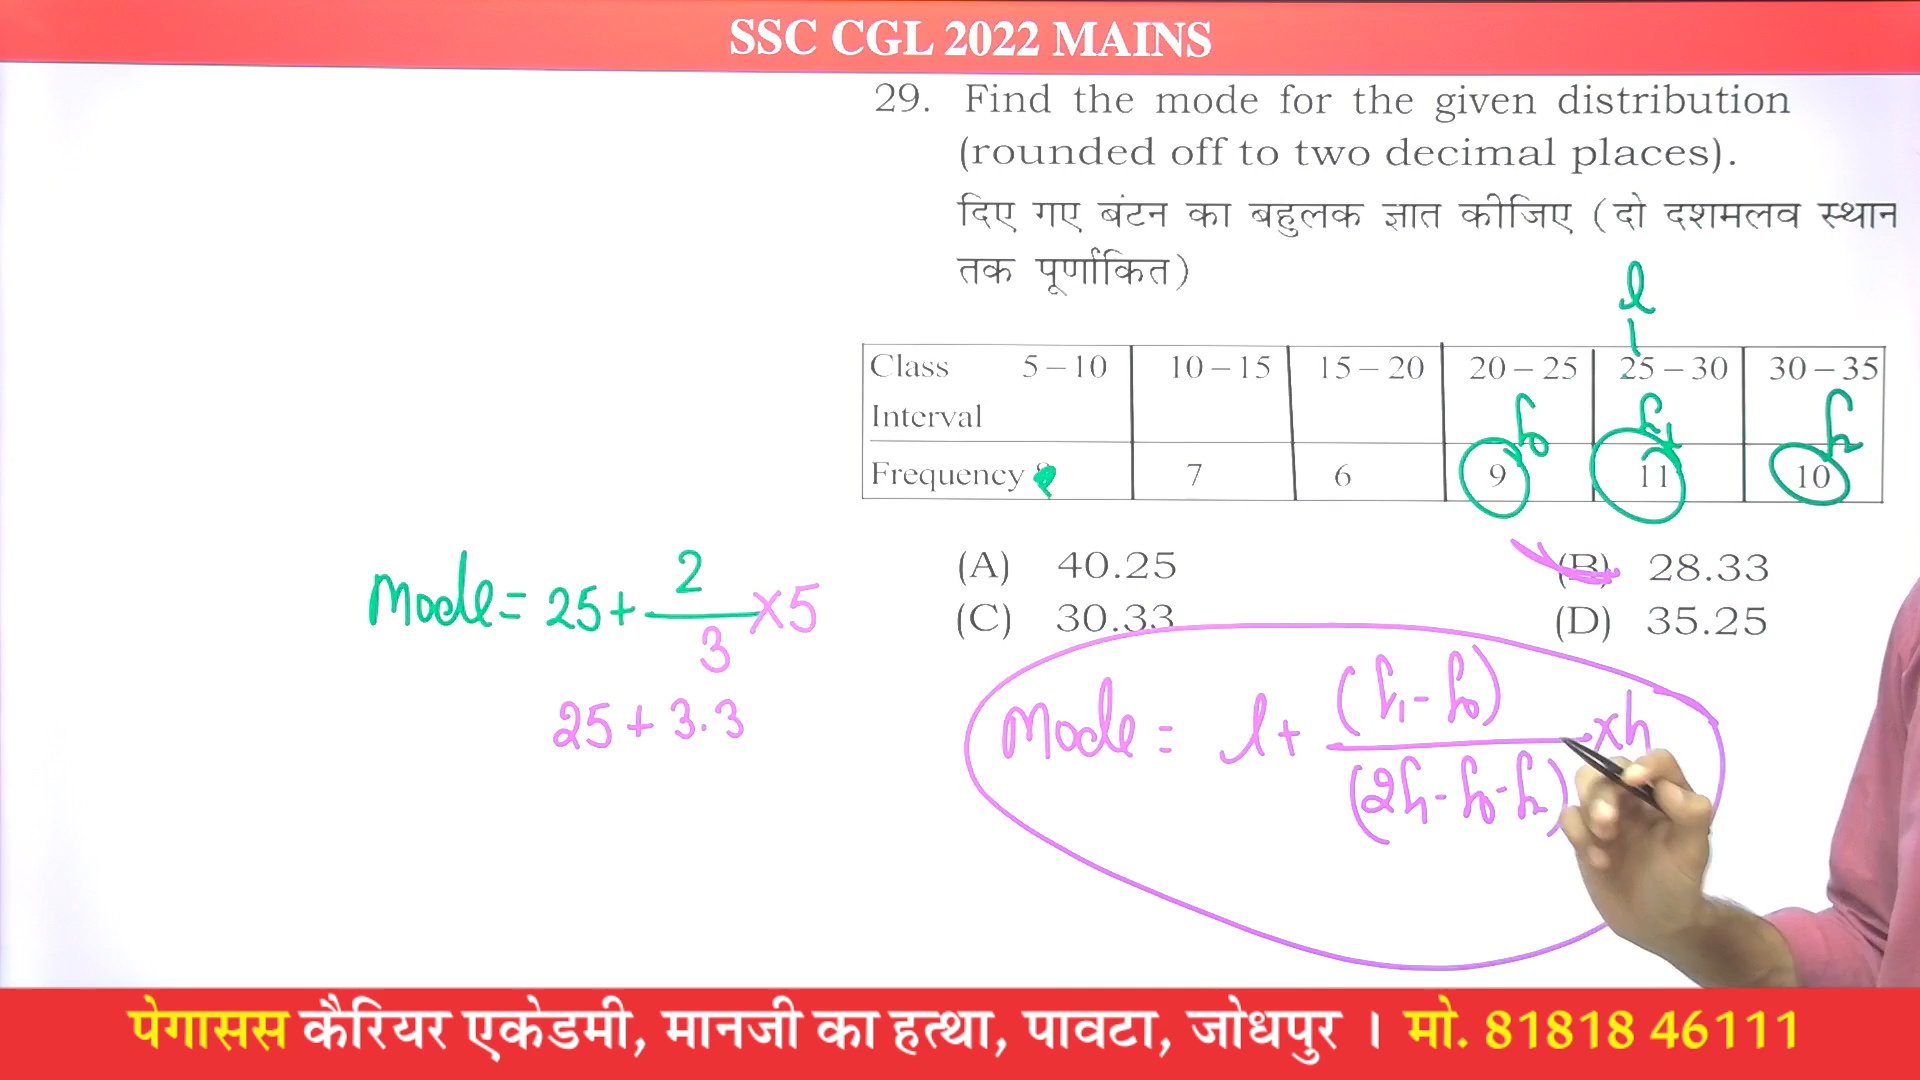 SSC CGL 2022 MAINS
29. Find the mode for the given distribution
(rounded off to two decimal places).
दिए गए बंटन का बहुलक ज्ञात कीजिए (दो दशमलव स्थान
तक पूर्णांकित)
l
Class 5 – 10 10 – 15 15 – 20 20 – 25 25 – 30 30 – 35
Interval
f₀ f₁ f₂
Frequency 7 6 9 11 10
(A) 40.25 (B) 28.33
(C) 30.33 (D) 35.25
Mode = 25 + 2/3 × 5
25 + 3.3
Mode = l + (f₁ - f₀)/(2f₁ - f₀ - f₂) × h
पेगासस कैरियर एकेडमी, मानजी का हत्था, पावटा, जोधपुर । मो. 81818 46111